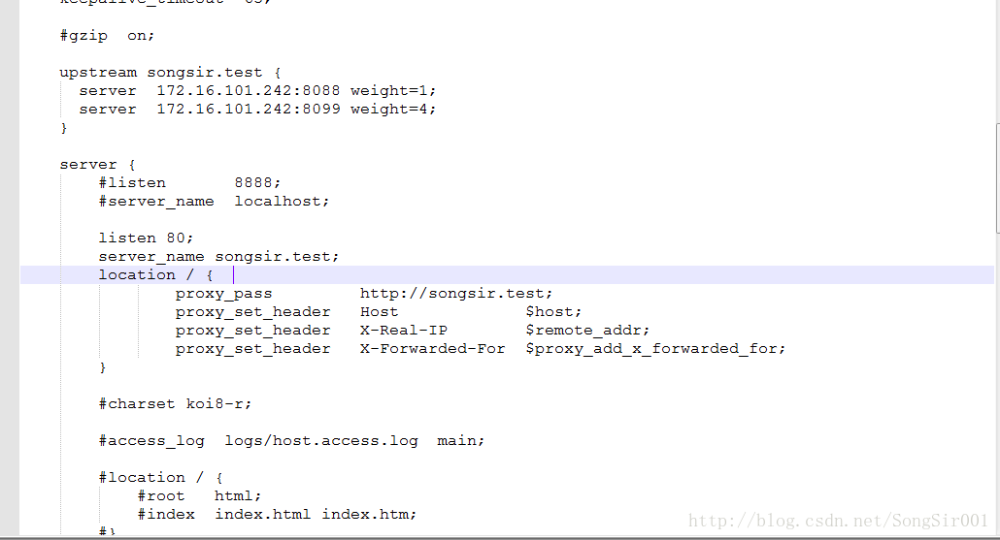 keepalive_timeout  65;
#gzip  on;
upstream songsir.test {
server  172.16.101.242:8088 weight=1;
server  172.16.101.242:8099 weight=4;
}
server {
#listen       8888;
#server_name  localhost;
listen 80;
server_name songsir.test;
location / {
proxy_pass         http://songsir.test;
proxy_set_header   Host             $host;
proxy_set_header   X-Real-IP        $remote_addr;
proxy_set_header   X-Forwarded-For  $proxy_add_x_forwarded_for;
}
#charset koi8-r;
#access_log  logs/host.access.log  main;
#location / {
#root   html;
#index  index.html index.htm;
#}
http://blog.csdn.net/SongSir001